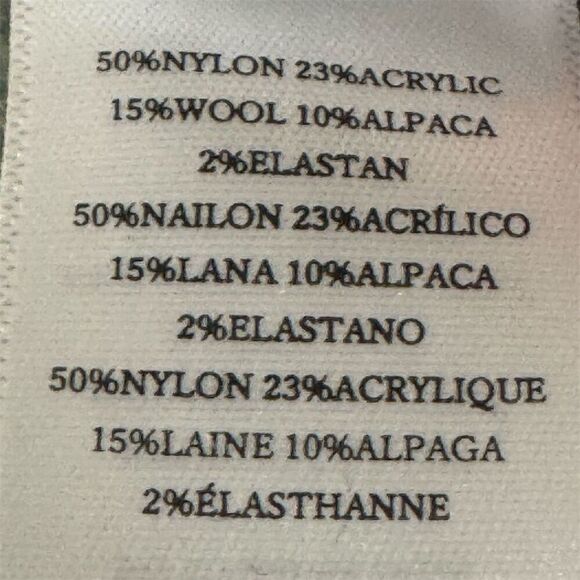 50%NYLON 23%ACRYLIC
15%WOOL 10%ALPACA
2%ELASTAN
50%NAILON 23%ACRÍLICO
15%LANA 10%ALPACA
2%ELASTANO
50%NYLON 23%ACRYLIQUE
15%LAINE 10%ALPAGA
2%ÉLASTHANNE